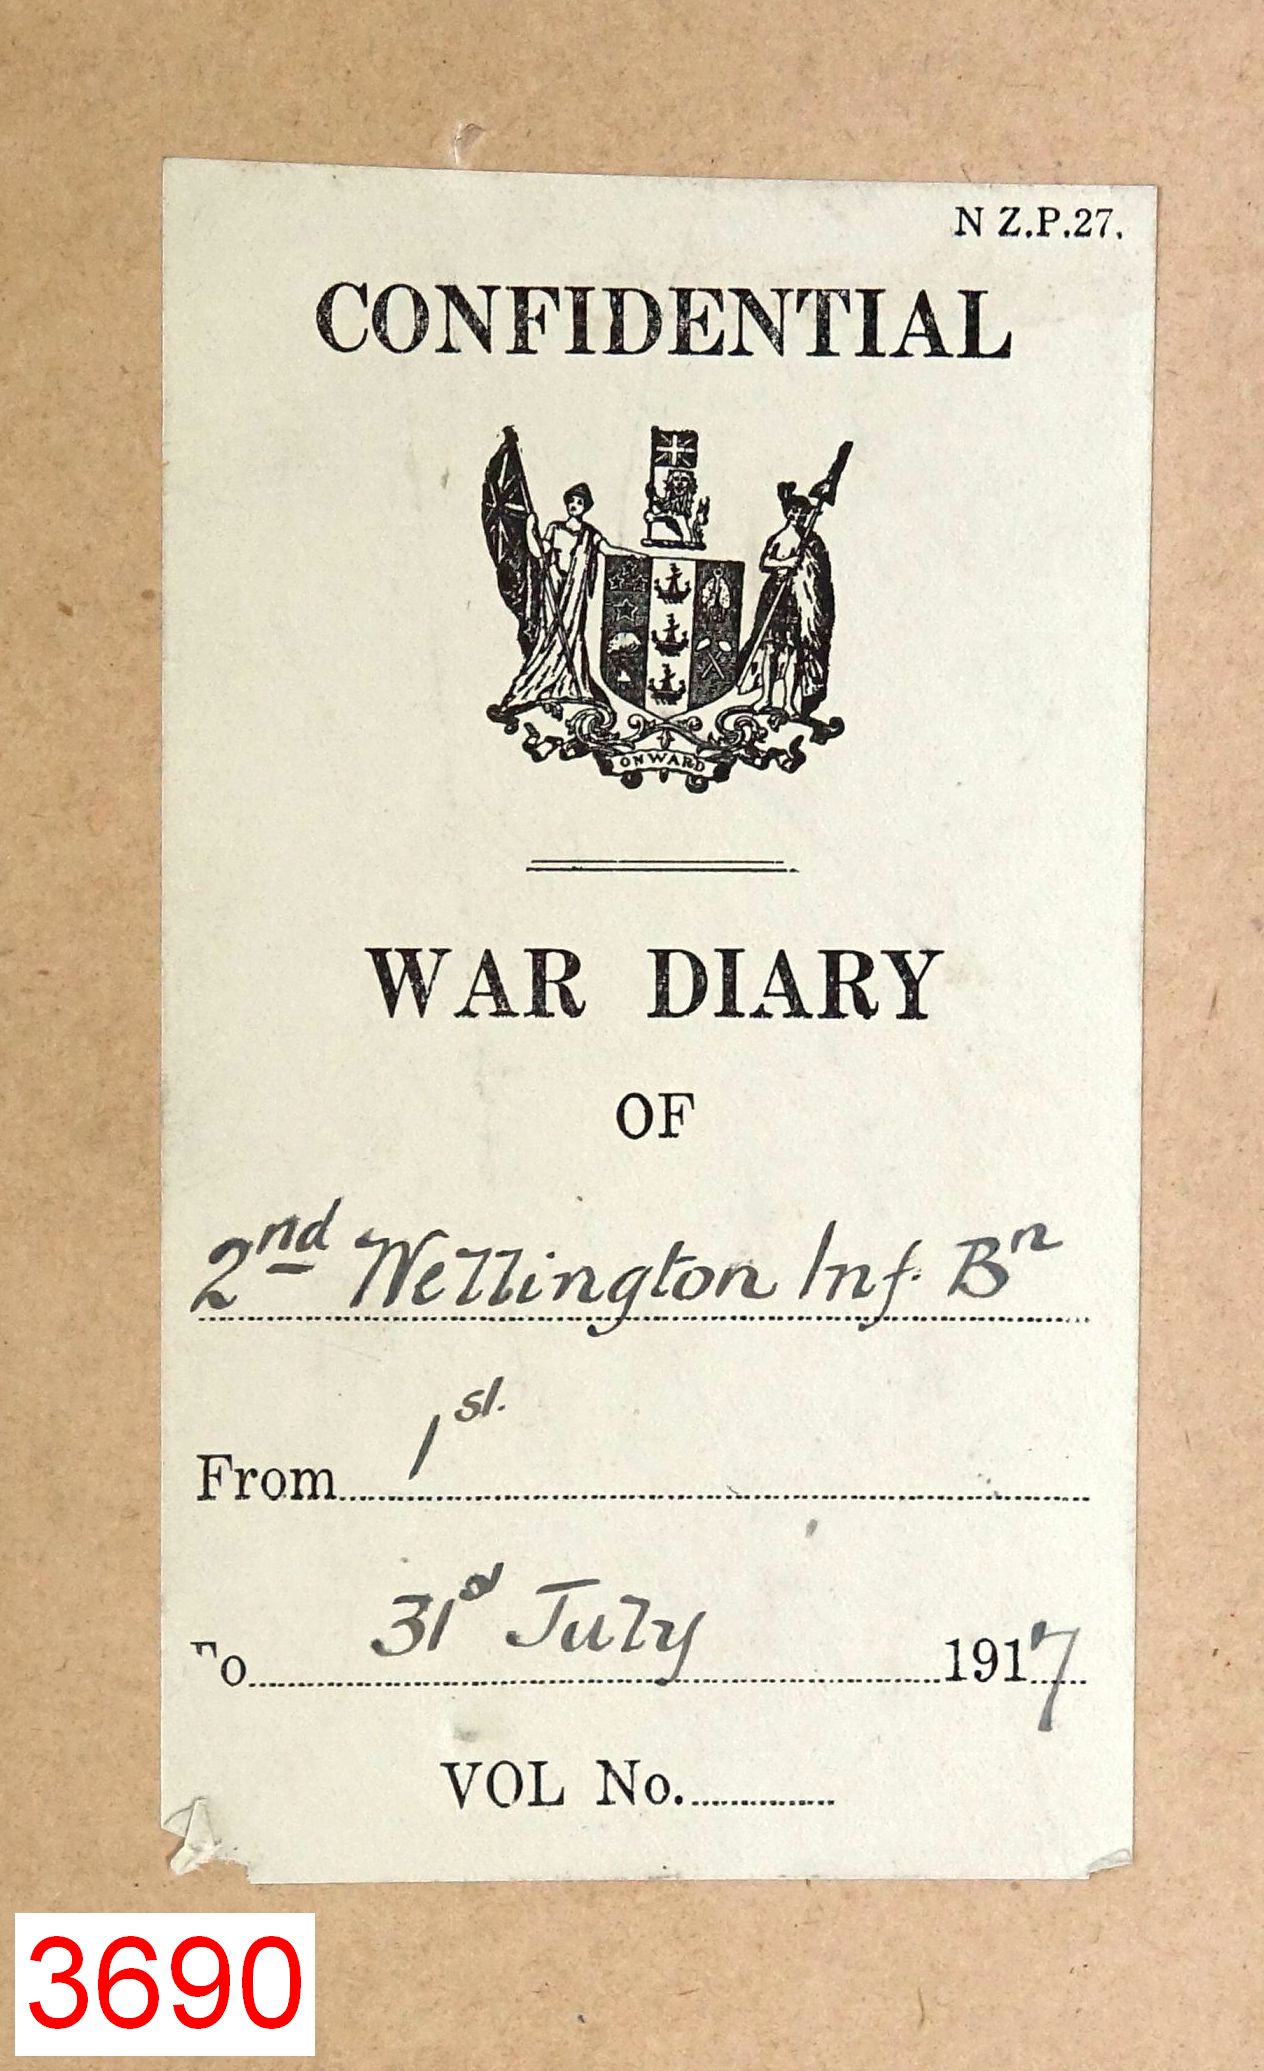 N Z.P.27.
CONFIDENTIAL
ONWARD
WAR DIARY
OF
2nd Wellington Inf. Bn
From 1st.
To 31st July 1917
VOL No.
3690